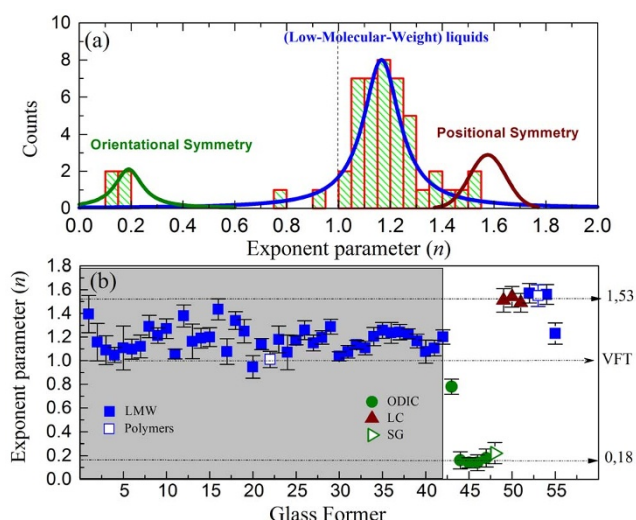 (a)
(Low-Molecular-Weight) liquids
Orientational Symmetry
Positional Symmetry
Counts
10
8
6
4
2
0
0.0 0.2 0.4 0.6 0.8 1.0 1.2 1.4 1.6 1.8 2.0
Exponent parameter (n)
(b)
Exponent parameter (n)
1.8
1.6
1.4
1.2
1.0
0.8
0.6
0.4
0.2
0.0
1,53
VFT
0,18
LMW
Polymers
ODIC
LC
SG
5 10 15 20 25 30 35 40 45 50 55 60
Glass Former